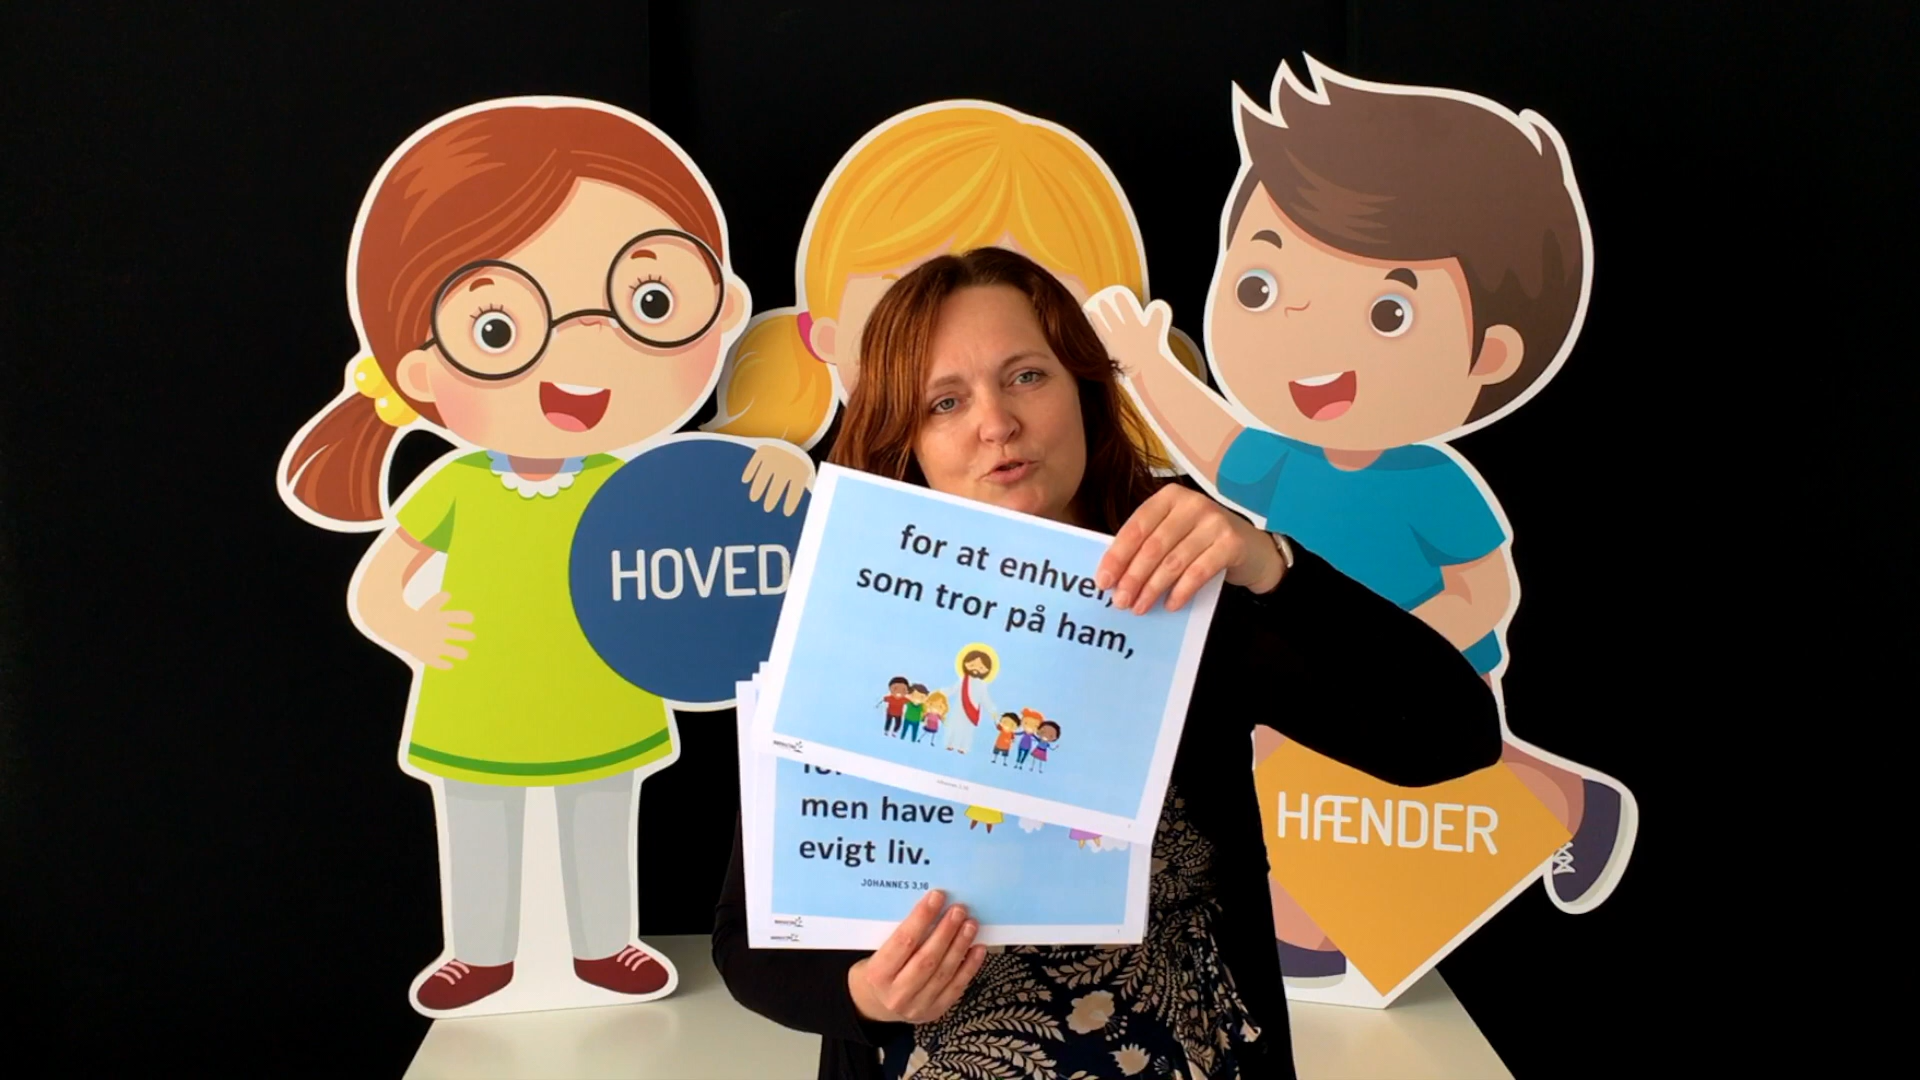 HOVED
for at enhver,
som tror på ham,
men have
evigt liv.
JOHANNES 3,16
HÆNDER